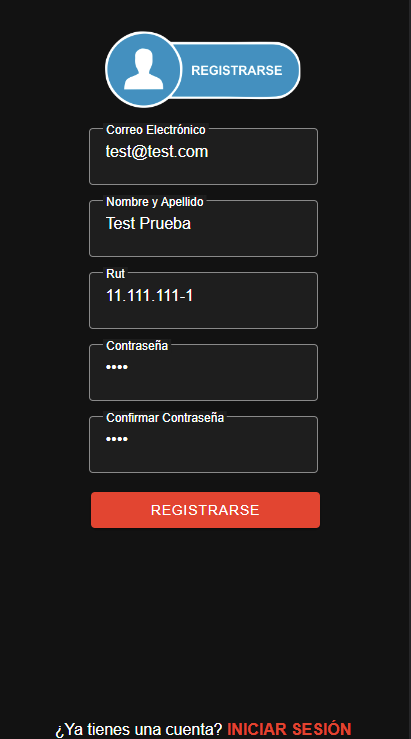 REGISTRARSE
Correo Electrónico
test@test.com
Nombre y Apellido
Test Prueba
Rut
11.111.111-1
Contraseña
••••
Confirmar Contraseña
••••
REGISTRARSE
¿Ya tienes una cuenta? INICIAR SESIÓN